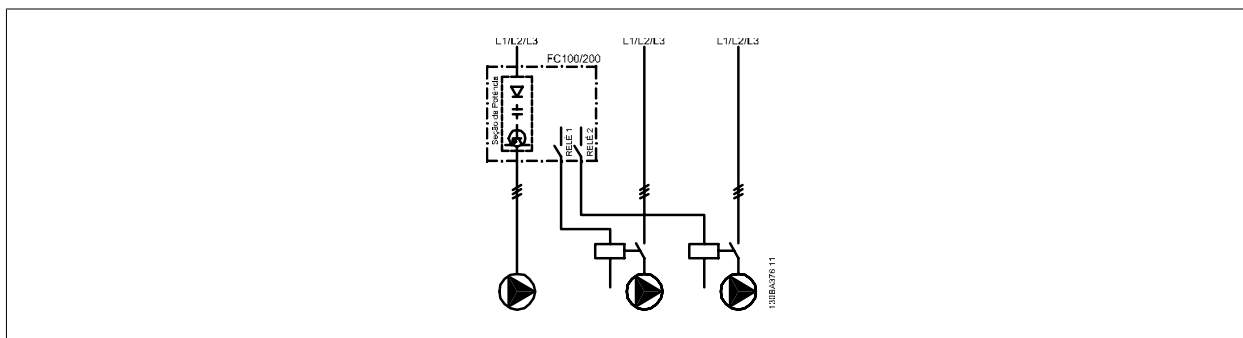 L1/L2/L3
L1/L2/L3
L1/L2/L3
FC100/200
Seção de Potência
RELÉ 1
RELÉ 2
130BA376.11